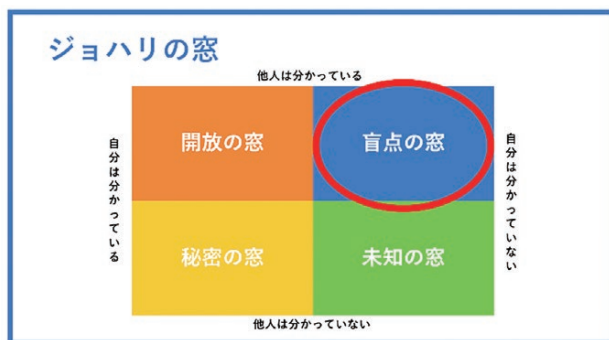 ジョハリの窓
他人は分かっている
自分は分かっている
開放の窓
盲点の窓
自分は分かっていない
秘密の窓
未知の窓
他人は分かっていない